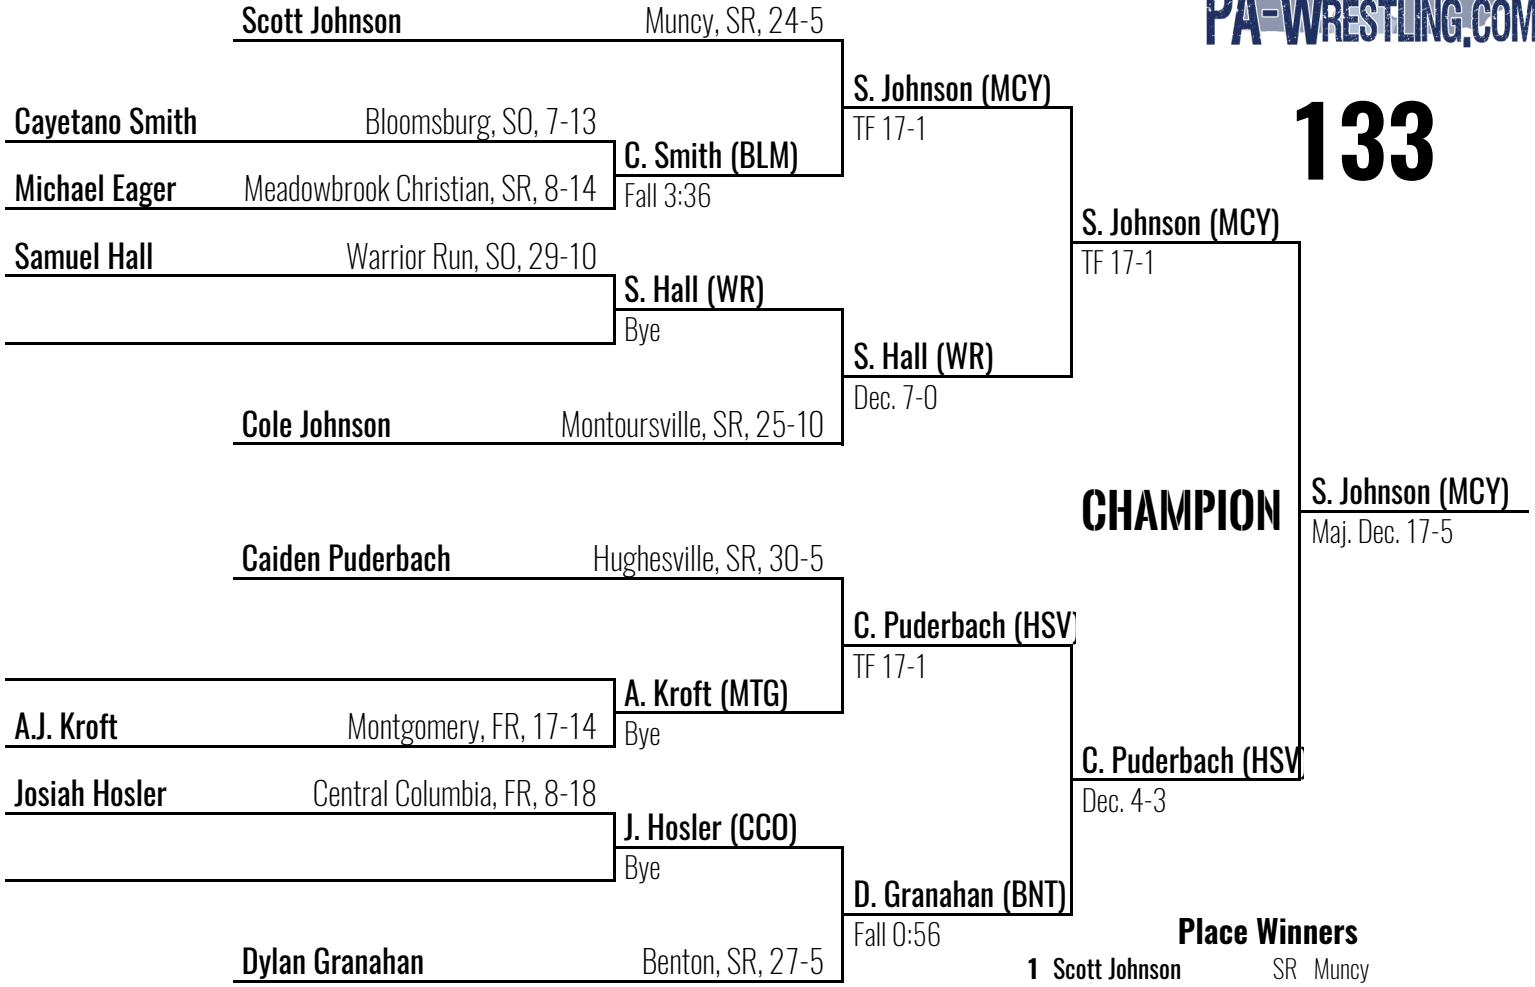 PA-WRESTLING.COM
133
Scott Johnson Muncy, SR, 24-5
S. Johnson (MCY)
TF 17-1
Cayetano Smith Bloomsburg, SO, 7-13
C. Smith (BLM)
Fall 3:36
Michael Eager Meadowbrook Christian, SR, 8-14
S. Johnson (MCY)
TF 17-1
Samuel Hall Warrior Run, SO, 29-10
S. Hall (WR)
Bye
S. Hall (WR)
Dec. 7-0
Cole Johnson Montoursville, SR, 25-10
CHAMPION
S. Johnson (MCY)
Maj. Dec. 17-5
Caiden Puderbach Hughesville, SR, 30-5
C. Puderbach (HSV)
TF 17-1
A. Kroft (MTG)
Bye
A.J. Kroft Montgomery, FR, 17-14
C. Puderbach (HSV)
Dec. 4-3
Josiah Hosler Central Columbia, FR, 8-18
J. Hosler (CCO)
Bye
D. Granahan (BNT)
Fall 0:56
Dylan Granahan Benton, SR, 27-5
Place Winners
1 Scott Johnson SR Muncy